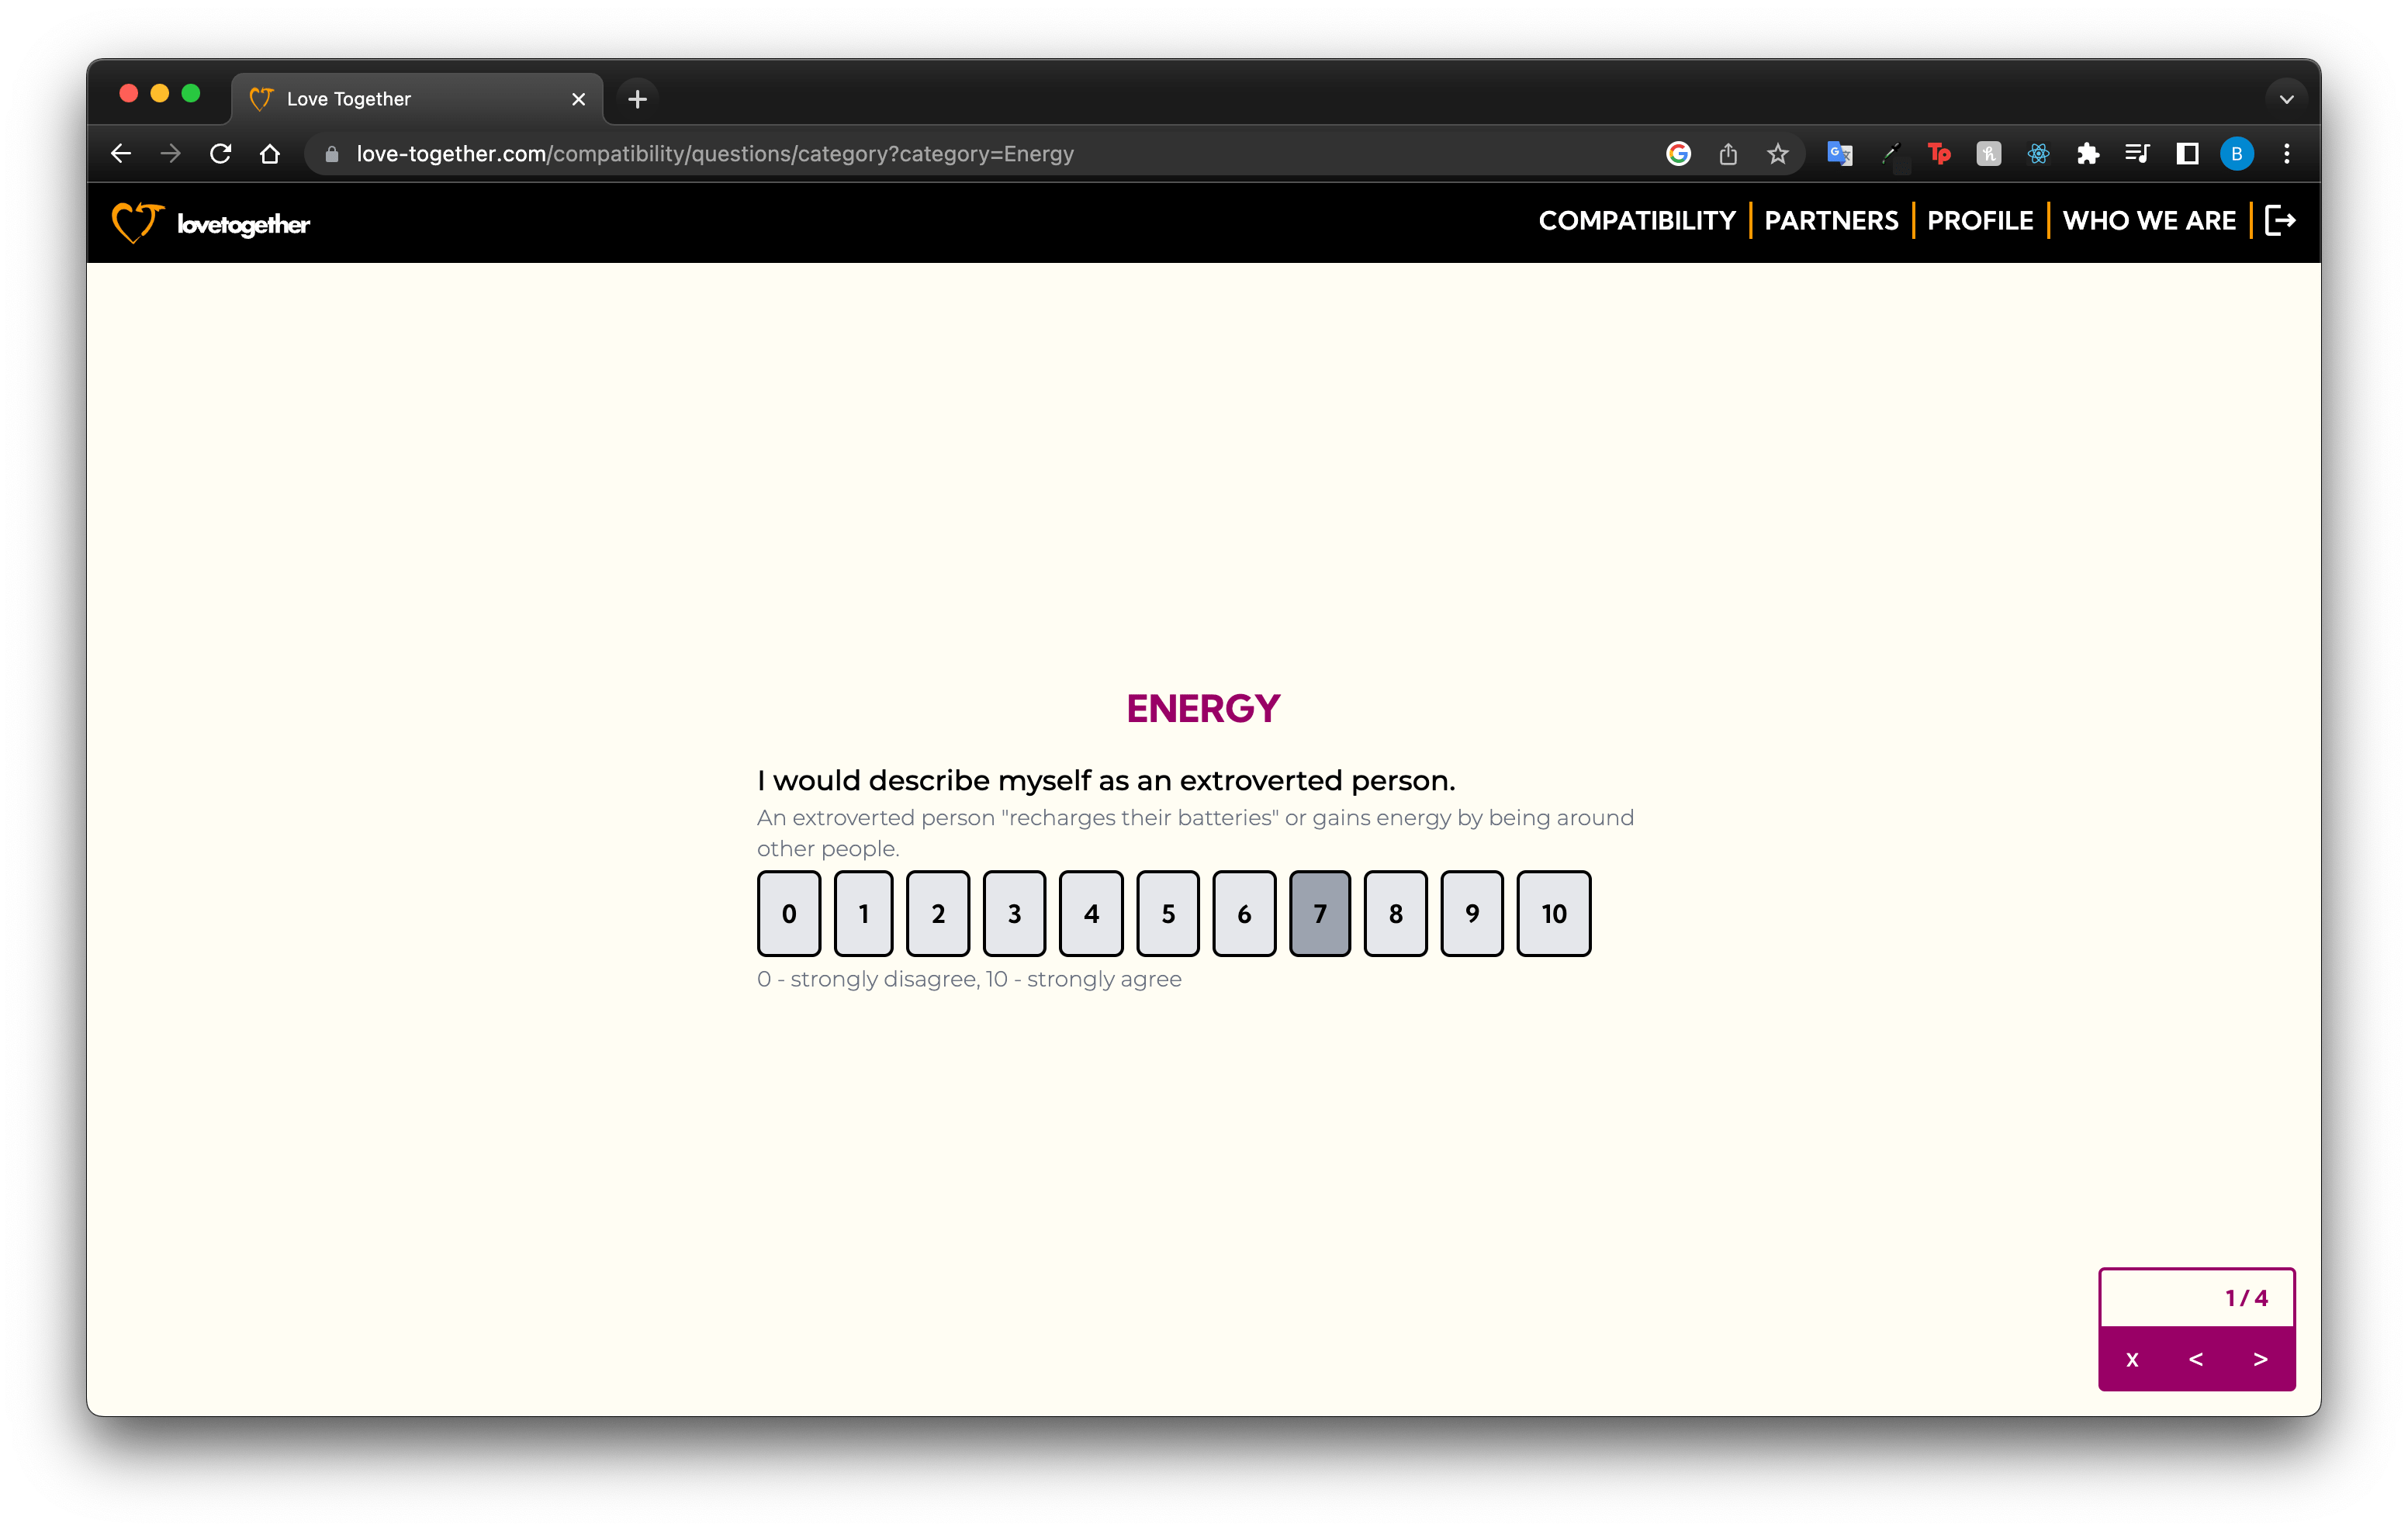 Love Together
love-together.com/compatibility/questions/category?category=Energy
B
lovetogether
COMPATIBILITY
PARTNERS
PROFILE
WHO WE ARE
ENERGY
I would describe myself as an extroverted person.
An extroverted person "recharges their batteries" or gains energy by being around
other people.
0 1 2 3 4 5 6 7 8 9 10
0 - strongly disagree, 10 - strongly agree
1 / 4
x < >